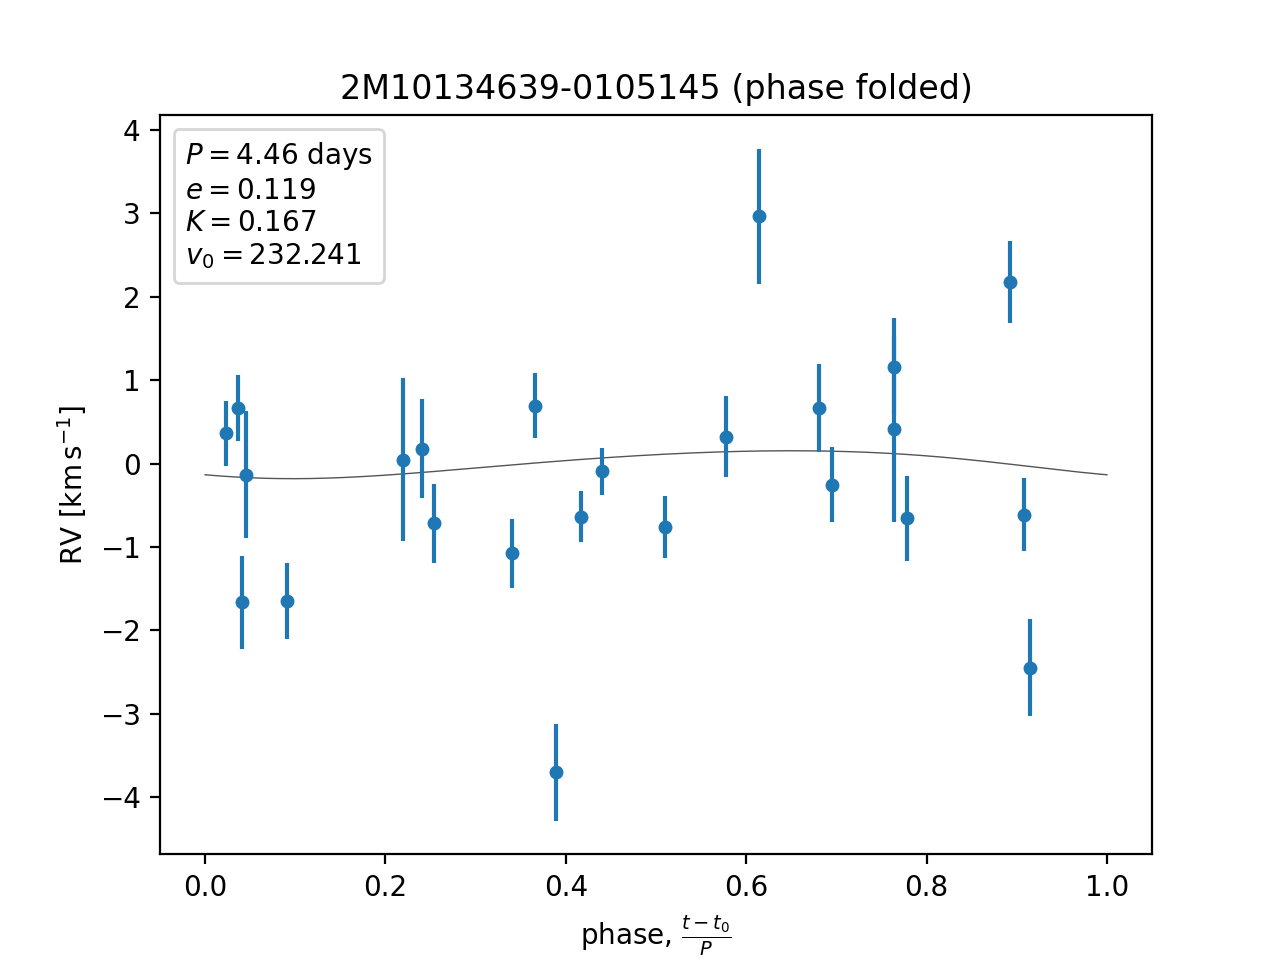 2M10134639-0105145 (phase folded)
P = 4.46 days
e = 0.119
K = 0.167
v₀ = 232.241
4
3
2
1
0
−1
−2
−3
−4
RV [km s⁻¹]
0.0 0.2 0.4 0.6 0.8 1.0
phase, (t − t₀)/P